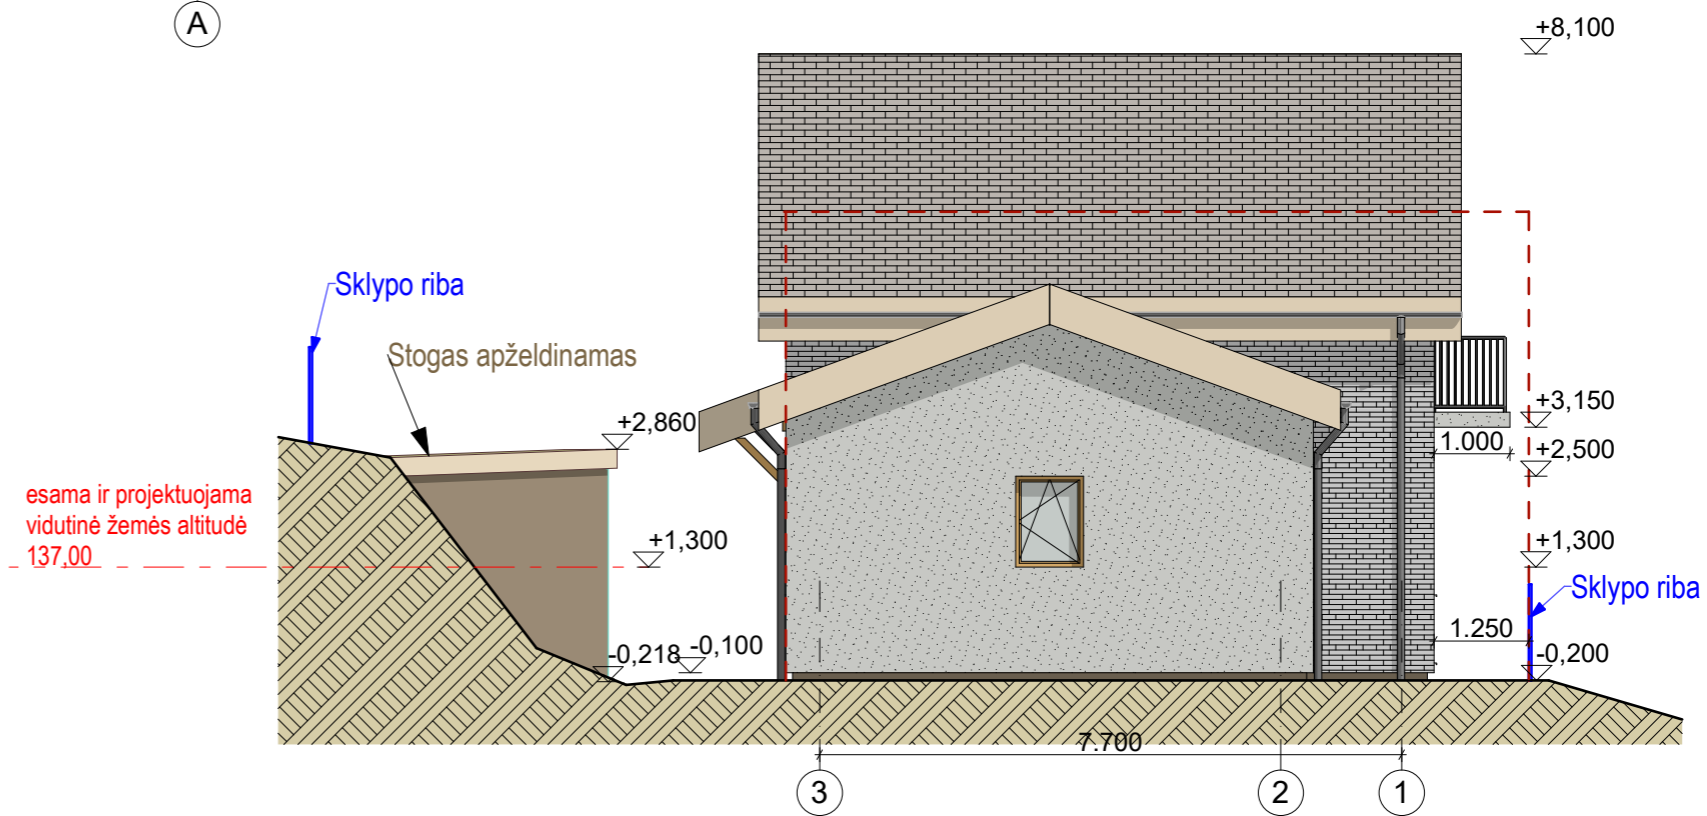 A
+8,100
Sklypo riba
Stogas apželdinamas
+2,860
+3,150
1.000
+2,500
esama ir projektuojama
vidutinė žemės altitudė
137,00
+1,300
+1,300
Sklypo riba
1.250
-0,218
-0,100
-0,200
7.700
3
2
1